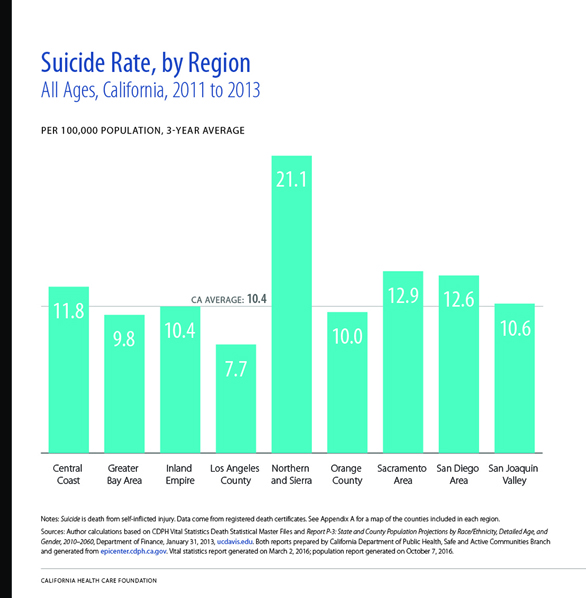 Suicide Rate, by Region
All Ages, California, 2011 to 2013
PER 100,000 POPULATION, 3-YEAR AVERAGE
21.1
CA AVERAGE: 10.4
11.8
9.8
10.4
7.7
10.0
12.9
12.6
10.6
Central Coast
Greater Bay Area
Inland Empire
Los Angeles County
Northern and Sierra
Orange County
Sacramento Area
San Diego Area
San Joaquin Valley
Notes: Suicide is death from self-inflicted injury. Data come from registered death certificates. See Appendix A for a map of the counties included in each region.
Sources: Author calculations based on CDPH Vital Statistics Death Statistical Master Files and Report P-3: State and County Population Projections by Race/Ethnicity, Detailed Age, and
Gender, 2010–2060, Department of Finance, January 31, 2013, ucdavis.edu. Both reports prepared by California Department of Public Health, Safe and Active Communities Branch
and generated from epicenter.cdph.ca.gov. Vital statistics report generated on March 2, 2016; population report generated on October 7, 2016.
CALIFORNIA HEALTH CARE FOUNDATION